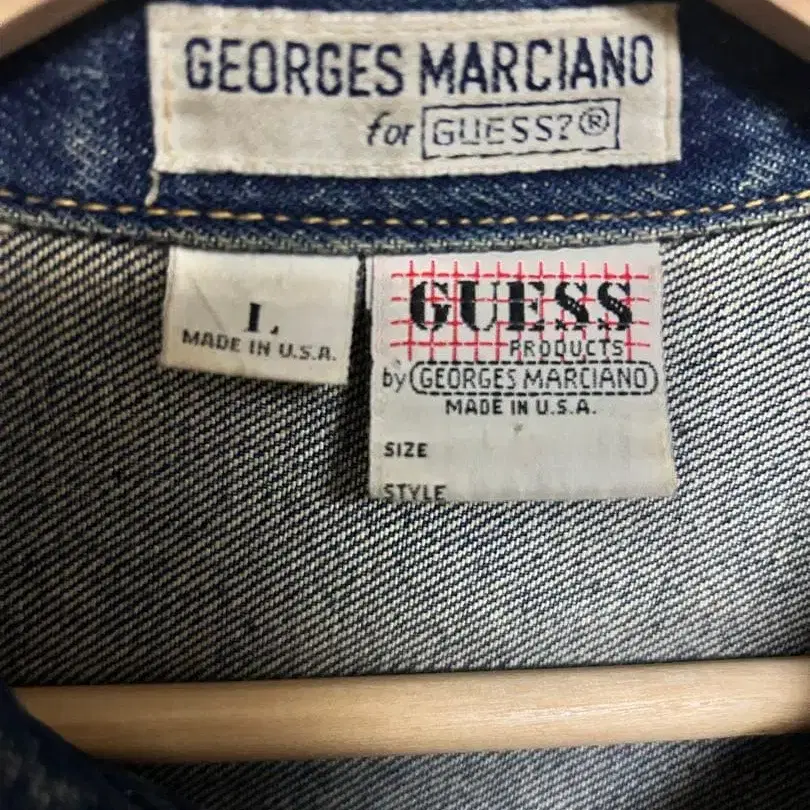 GEORGES MARCIANO
for GUESS?®
L
MADE IN U.S.A.
GUESS
PRODUCTS
by GEORGES MARCIANO
MADE IN U.S.A.
SIZE
STYLE